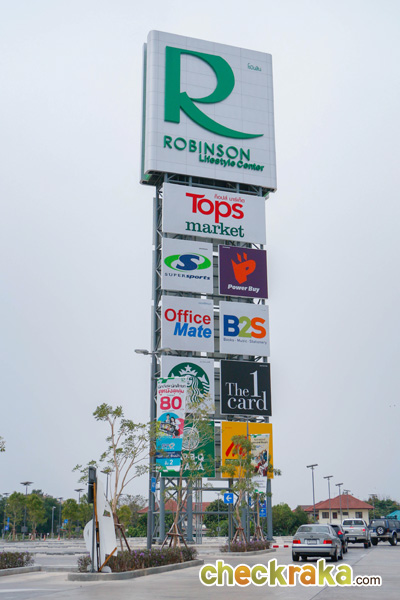 R
ROBINSON
Lifestyle Center
Tops
market
SUPERsports
Power Buy
Office
Mate
B2S
Books • Music • Stationery
The 1
card
80
B·B·Q
checkraka.com